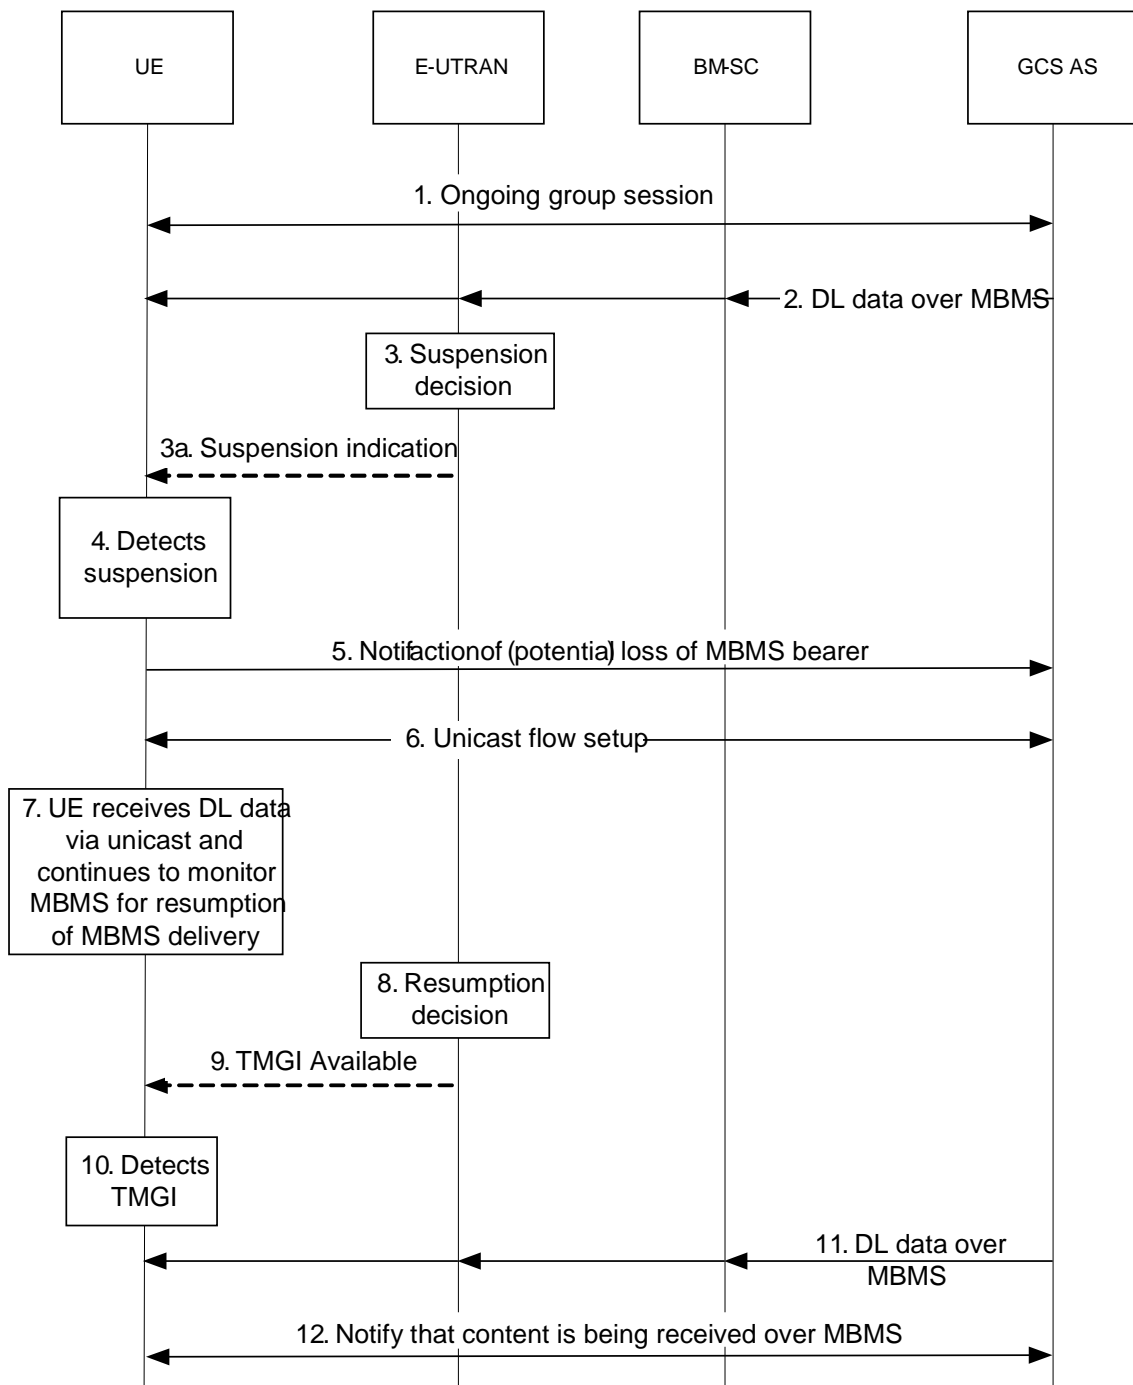 UE
E-UTRAN
BM-SC
GCS AS
1. Ongoing group session
2. DL data over MBMS
3. Suspension
decision
3a. Suspension indication
4. Detects
suspension
5. Notifactionof (potential) loss of MBMS bearer
6. Unicast flow setup
7. UE receives DL data
via unicast and
continues to monitor
MBMS for resumption
of MBMS delivery
8. Resumption
decision
9. TMGI Available
10. Detects
TMGI
11. DL data over
MBMS
12. Notify that content is being received over MBMS